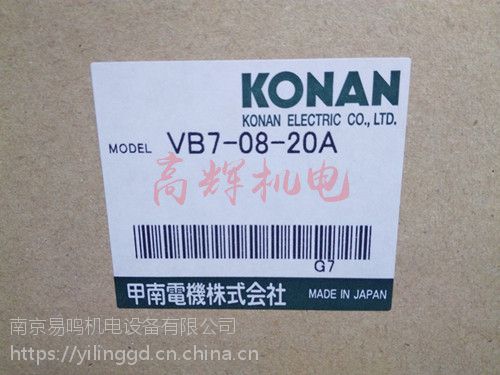 KONAN
KONAN ELECTRIC CO., LTD.
MODEL VB7-08-20A
高辉机电
G7
甲南電機株式会社 MADE IN JAPAN
南京易鸣机电设备有限公司
https://yilinggd.cn.china.cn